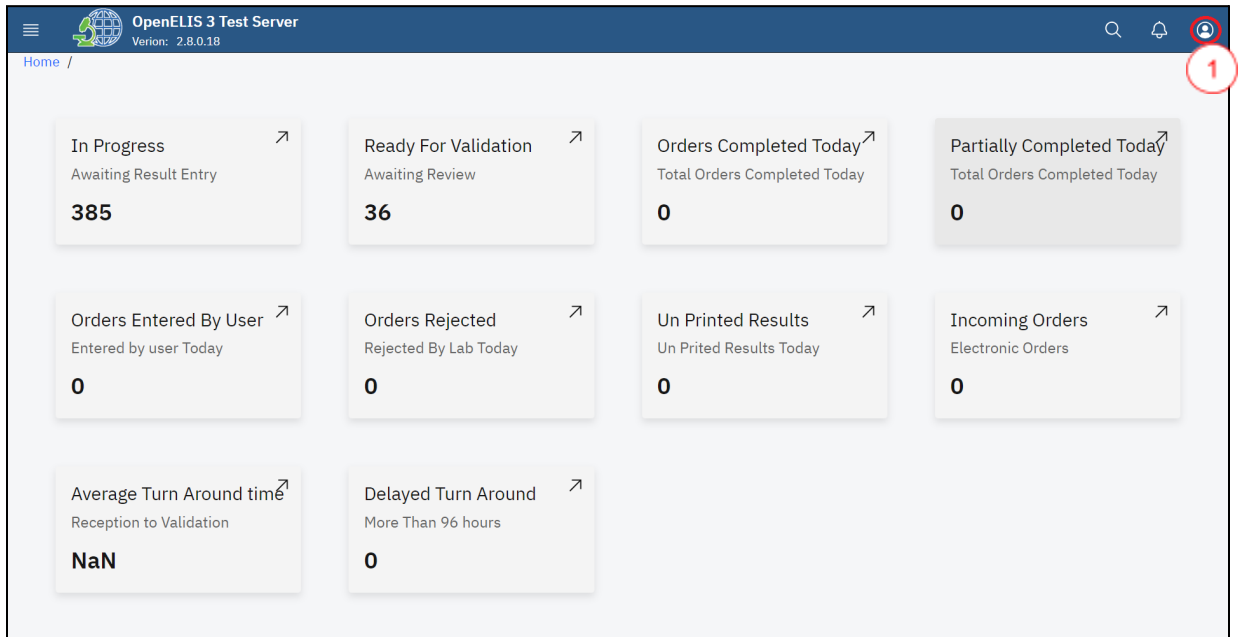 OpenELIS 3 Test Server
Verion: 2.8.0.18
1
Home /
In Progress
Awaiting Result Entry
385
Ready For Validation
Awaiting Review
36
Orders Completed Today
Total Orders Completed Today
0
Partially Completed Today
Total Orders Completed Today
0
Orders Entered By User
Entered by user Today
0
Orders Rejected
Rejected By Lab Today
0
Un Printed Results
Un Prited Results Today
0
Incoming Orders
Electronic Orders
0
Average Turn Around time
Reception to Validation
NaN
Delayed Turn Around
More Than 96 hours
0